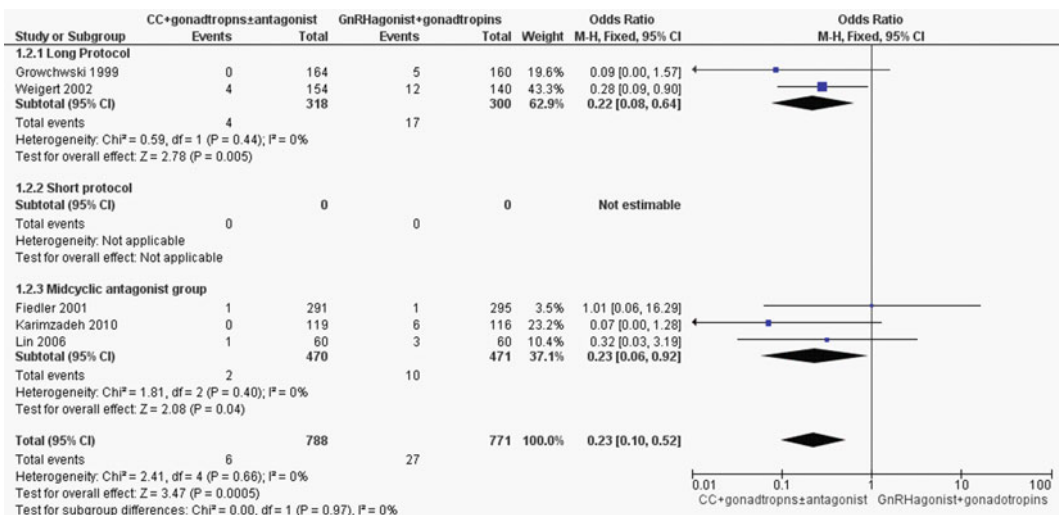 CC+gonadtropns±antagonist GnRHagonist+gonadtropins Odds Ratio Odds Ratio
Study or Subgroup Events Total Events Total Weight M-H, Fixed, 95% CI M-H, Fixed, 95% CI
1.2.1 Long Protocol
Growchwski 1999 0 164 5 160 19.6% 0.09 [0.00, 1.57]
Weigert 2002 4 154 12 140 43.3% 0.28 [0.09, 0.90]
Subtotal (95% CI) 318 300 62.9% 0.22 [0.08, 0.64]
Total events 4 17
Heterogeneity: Chi² = 0.59, df = 1 (P = 0.44); I² = 0%
Test for overall effect: Z = 2.78 (P = 0.005)
1.2.2 Short protocol
Subtotal (95% CI) 0 0 Not estimable
Total events 0 0
Heterogeneity: Not applicable
Test for overall effect: Not applicable
1.2.3 Midcyclic antagonist group
Fiedler 2001 1 291 1 295 3.5% 1.01 [0.06, 16.29]
Karimzadeh 2010 0 119 6 116 23.2% 0.07 [0.00, 1.28]
Lin 2006 1 60 3 60 10.4% 0.32 [0.03, 3.19]
Subtotal (95% CI) 470 471 37.1% 0.23 [0.06, 0.92]
Total events 2 10
Heterogeneity: Chi² = 1.81, df = 2 (P = 0.40); I² = 0%
Test for overall effect: Z = 2.08 (P = 0.04)
Total (95% CI) 788 771 100.0% 0.23 [0.10, 0.52]
Total events 6 27
Heterogeneity: Chi² = 2.41, df = 4 (P = 0.66); I² = 0%
Test for overall effect: Z = 3.47 (P = 0.0005)
Test for subgroup differences: Chi² = 0.00, df = 1 (P = 0.97), I² = 0%
0.01 0.1 1 10 100
CC+gonadtropns±antagonist GnRHagonist+gonadotropins